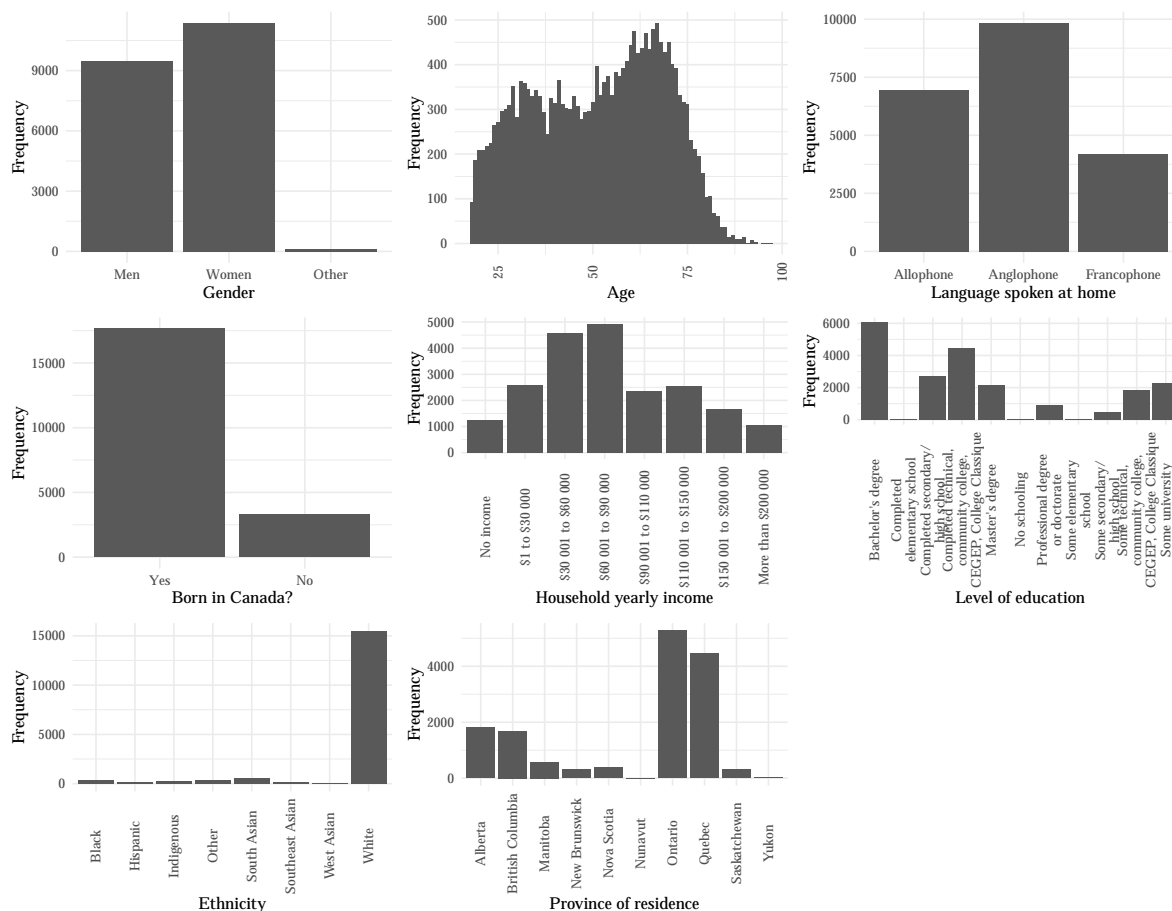 Frequency
9000
6000
3000
0
Men
Women
Other
Gender
Frequency
500
400
300
200
100
0
25
50
75
100
Age
Frequency
10000
7500
5000
2500
0
Allophone
Anglophone
Francophone
Language spoken at home
Frequency
15000
10000
5000
0
Yes
No
Born in Canada?
Frequency
5000
4000
3000
2000
1000
0
No income
$1 to $30 000
$30 001 to $60 000
$60 001 to $90 000
$90 001 to $110 000
$110 001 to $150 000
$150 001 to $200 000
More than $200 000
Household yearly income
Frequency
6000
4000
2000
0
Bachelor's degree
Completed
elementary school
Completed secondary/
high school
Completed technical,
community college,
CEGEP, College Classique
Master's degree
No schooling
Professional degree
or doctorate
Some elementary
school
Some secondary/
high school
Some technical,
community college,
CEGEP, College Classique
Some university
Level of education
Frequency
15000
10000
5000
0
Black
Hispanic
Indigenous
Other
South Asian
Southeast Asian
West Asian
White
Ethnicity
Frequency
4000
2000
0
Alberta
British Columbia
Manitoba
New Brunswick
Nova Scotia
Nunavut
Ontario
Quebec
Saskatchewan
Yukon
Province of residence